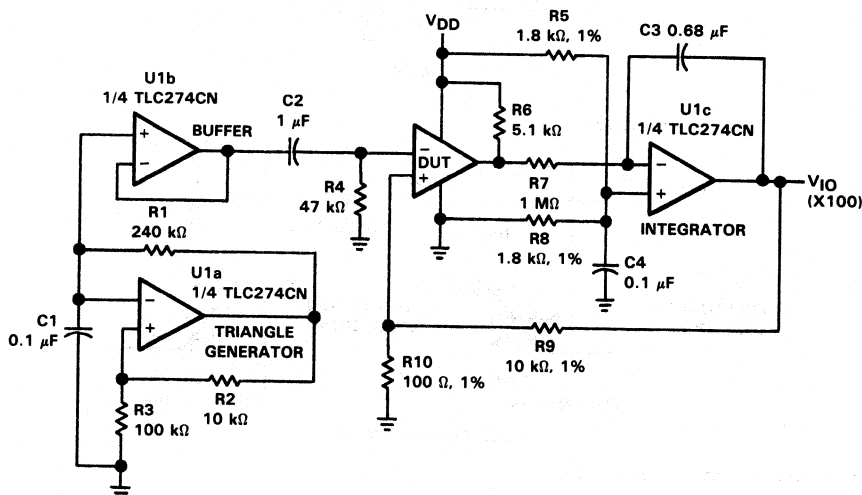 VDD
R5
1.8 kΩ, 1%
C3 0.68 μF
U1b
1/4 TLC274CN
C2
1 μF
BUFFER
+
−
R6
5.1 kΩ
U1c
1/4 TLC274CN
−
DUT
+
R4
47 kΩ
R7
1 MΩ
−
+
VIO
(X100)
R8
1.8 kΩ, 1%
INTEGRATOR
C4
0.1 μF
R1
240 kΩ
U1a
1/4 TLC274CN
C1
0.1 μF
−
+
TRIANGLE
GENERATOR
R10
100 Ω, 1%
R9
10 kΩ, 1%
R2
10 kΩ
R3
100 kΩ